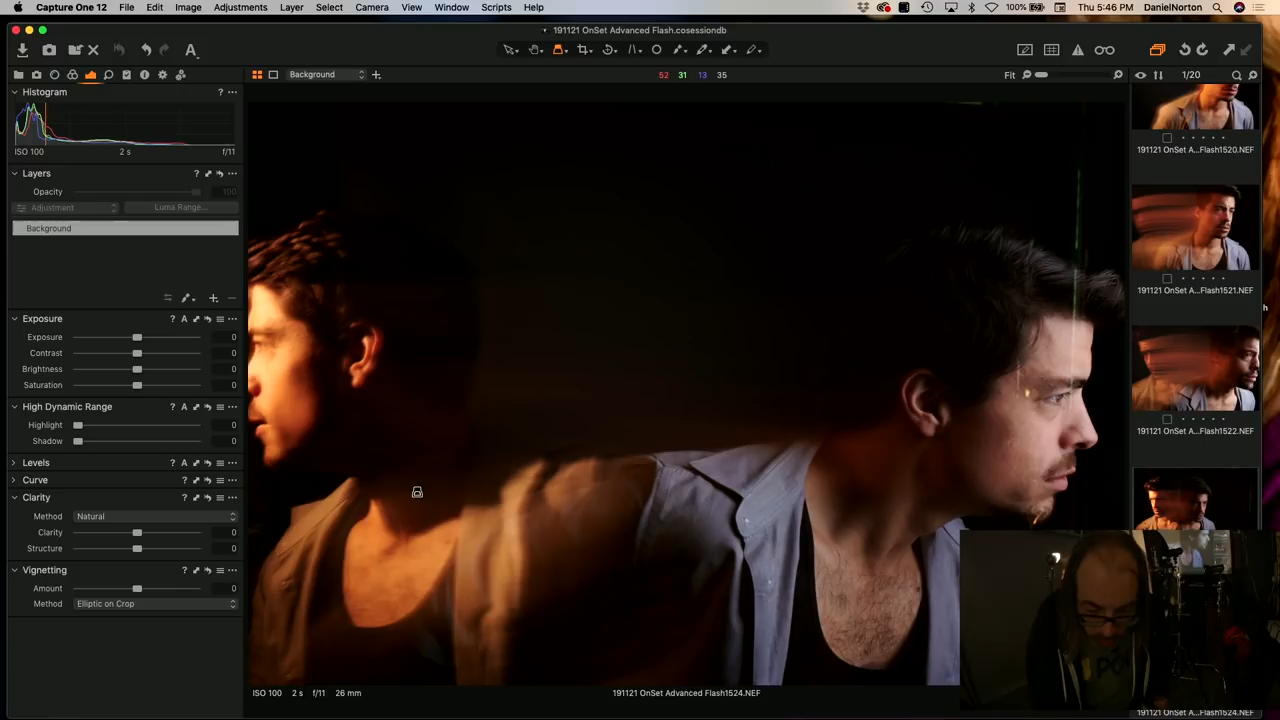 Capture One 12 File Edit Image Adjustments Layer Select Camera View Window Scripts Help 100% Thu 5:46 PM DanielNorton
191121 OnSet Advanced Flash.cosessiondb
A
Background 52 31 13 35 Fit 1/20
Histogram ? ...
ISO 100 2 s f/11
Layers ? ...
Opacity 100
Adjustment Luma Range...
Background
Exposure ? A ...
Exposure 0
Contrast 0
Brightness 0
Saturation 0
High Dynamic Range ? A ...
Highlight 0
Shadow 0
Levels ? A ...
Curve ? A ...
Clarity ? A ...
Method Natural
Clarity 0
Structure 0
Vignetting ? A ...
Amount 0
Method Elliptic on Crop
ISO 100 2 s f/11 26 mm 191121 OnSet Advanced Flash1524.NEF
191121 OnSet A...Flash1520.NEF
191121 OnSet A...Flash1521.NEF
191121 OnSet A...Flash1522.NEF
191121 OnSet A...Flash1524.NEF